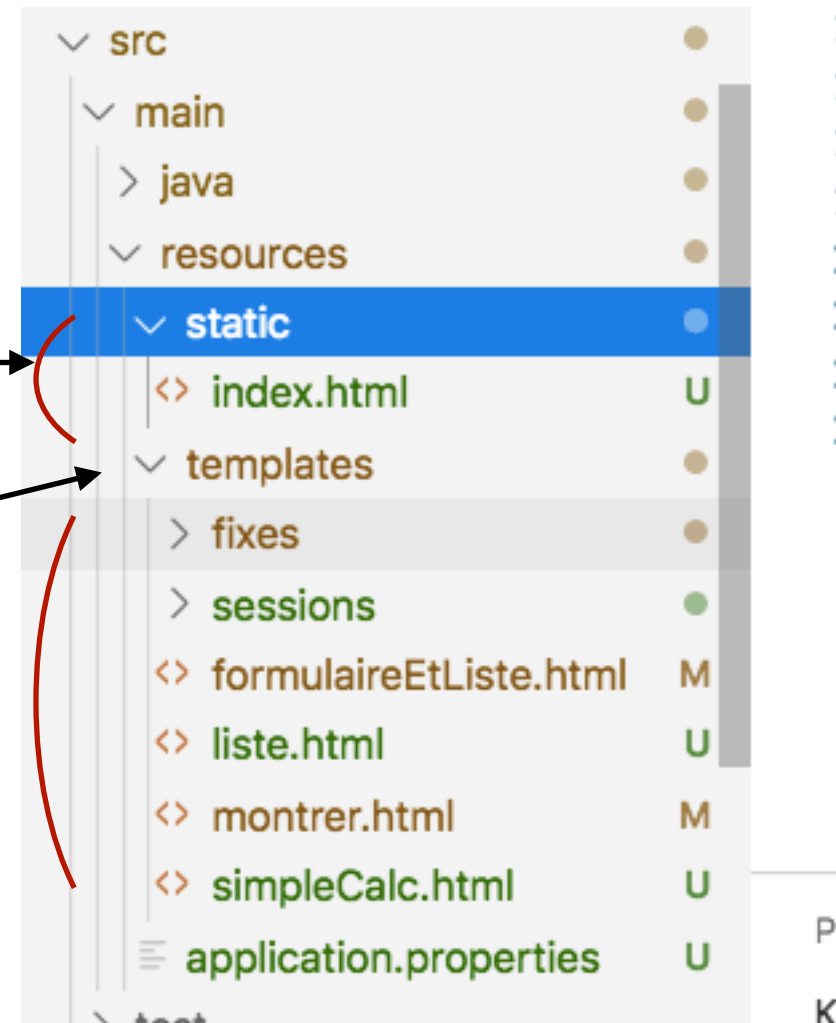 src
main
java
resources
static
index.html U
templates
fixes
sessions
formulaireEtListe.html M
liste.html U
montrer.html M
simpleCalc.html U
application.properties U
test
P
K